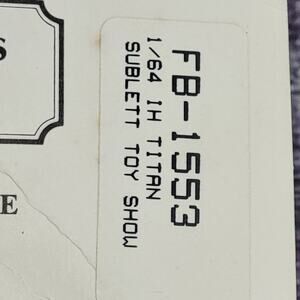 S
E
FB-1553
1/64 IH TITAN
SUBLETT TOY SHOW